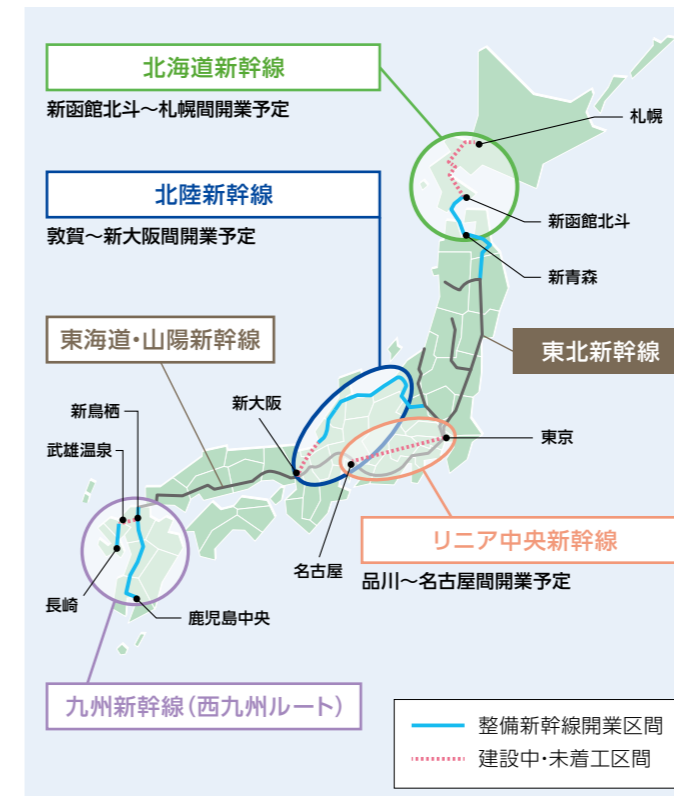 北海道新幹線
新函館北斗〜札幌間開業予定
札幌
北陸新幹線
新函館北斗
敦賀〜新大阪間開業予定
新青森
東海道・山陽新幹線
東北新幹線
新大阪
新鳥栖
東京
武雄温泉
リニア中央新幹線
名古屋
品川〜名古屋間開業予定
長崎
鹿児島中央
九州新幹線(西九州ルート)
整備新幹線開業区間
建設中・未着工区間